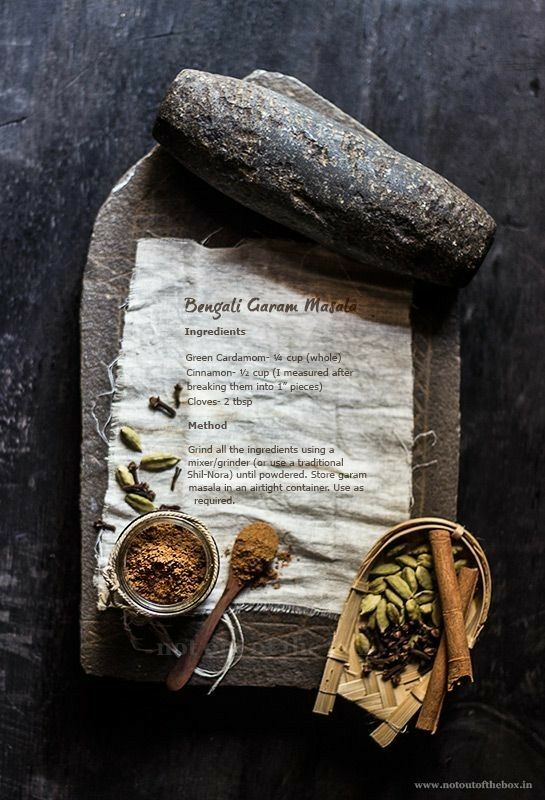 Bengali Garam Masala
Ingredients
Green Cardamom- ¼ cup (whole)
Cinnamon- ½ cup (I measured after
breaking them into 1” pieces)
Cloves- 2 tbsp
Method
Grind all the ingredients using a
mixer/grinder (or use a traditional
Shil-Nora) until powdered. Store garam
masala in an airtight container. Use as
required.
notoutofthe
www.notoutofthebox.in